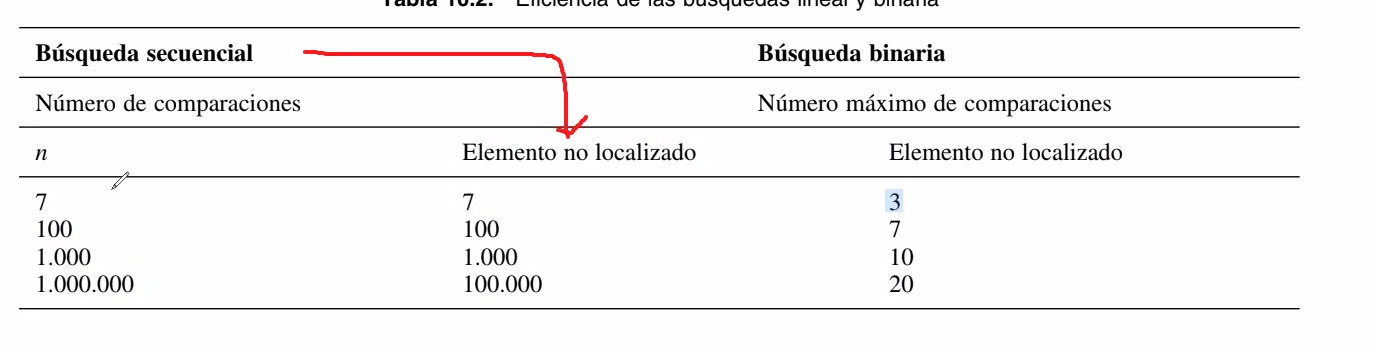 Tabla 10.2. Eficiencia de las búsquedas lineal y binaria
Búsqueda secuencial Búsqueda binaria
Número de comparaciones Número máximo de comparaciones
n Elemento no localizado Elemento no localizado
7 7 3
100 100 7
1.000 1.000 10
1.000.000 100.000 20